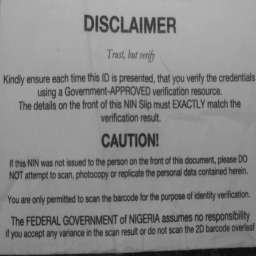 DISCLAIMER
Trust, but verify
Kindly ensure each time this ID is presented, that you verify the credentials
using a Government-APPROVED verification resource.
The details on the front of this NIN Slip must EXACTLY match the
verification result.
CAUTION!
If this NIN was not issued to the person on the front of this document, please DO
NOT attempt to scan, photocopy or replicate the personal data contained herein.
You are only permitted to scan the barcode for the purpose of identity verification.
The FEDERAL GOVERNMENT of NIGERIA assumes no responsibility
if you accept any variance in the scan result or do not scan the 2D barcode overleaf